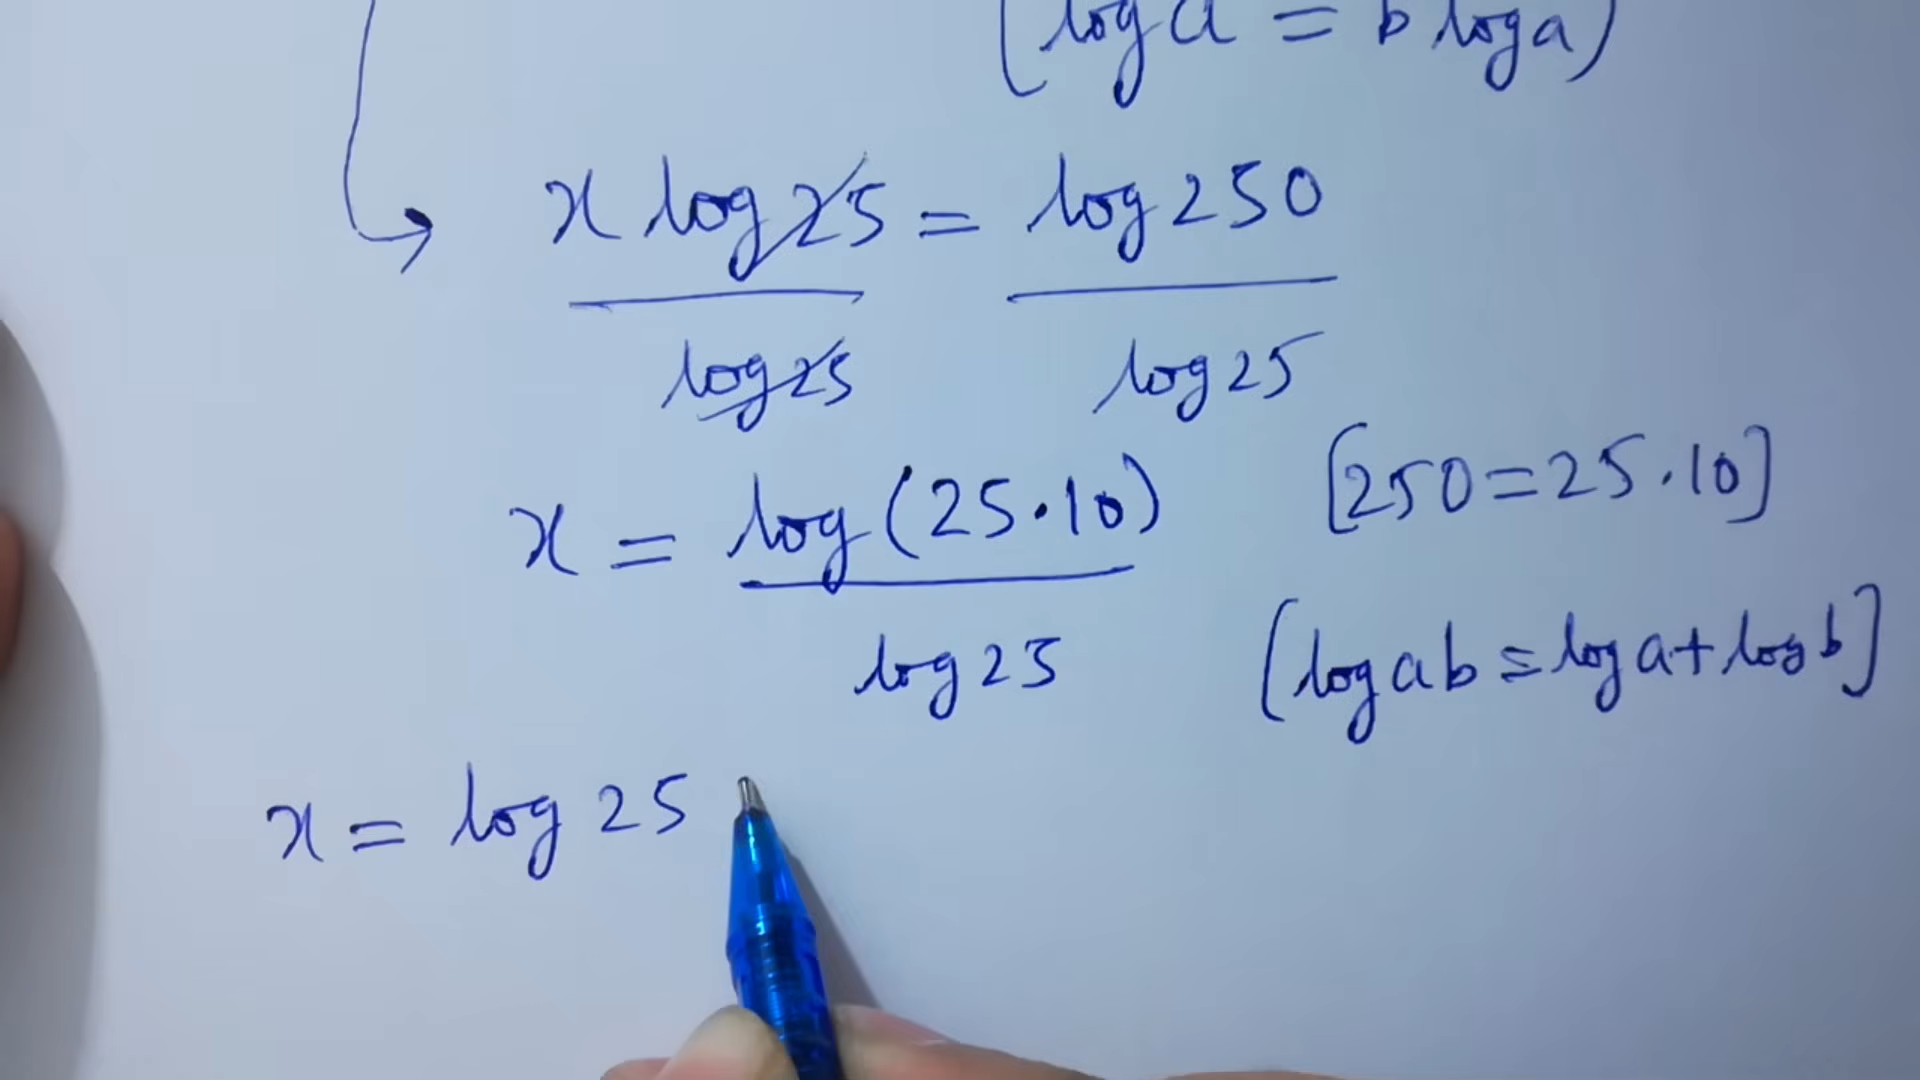 (log a = b log a)
x log 25 = log 250
log 25 log 25
x = log (25·10) [250 = 25·10]
log 25 [log ab = log a + log b]
x = log 25